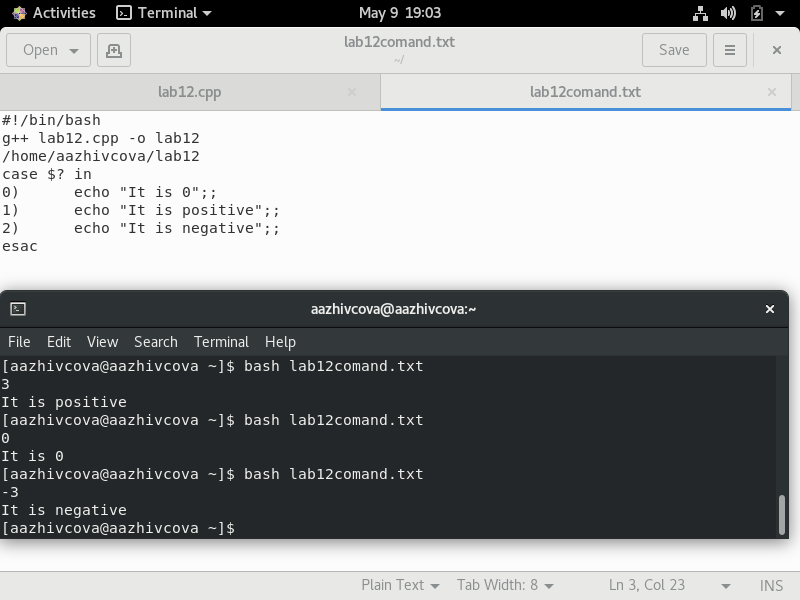 Activities Terminal May 9 19:03
Open lab12comand.txt Save
~/
lab12.cpp lab12comand.txt
#!/bin/bash
g++ lab12.cpp -o lab12
/home/aazhivcova/lab12
case $? in
0)      echo "It is 0";;
1)      echo "It is positive";;
2)      echo "It is negative";;
esac
aazhivcova@aazhivcova:~
File Edit View Search Terminal Help
[aazhivcova@aazhivcova ~]$ bash lab12comand.txt
3
It is positive
[aazhivcova@aazhivcova ~]$ bash lab12comand.txt
0
It is 0
[aazhivcova@aazhivcova ~]$ bash lab12comand.txt
-3
It is negative
[aazhivcova@aazhivcova ~]$
Plain Text Tab Width: 8 Ln 3, Col 23 INS